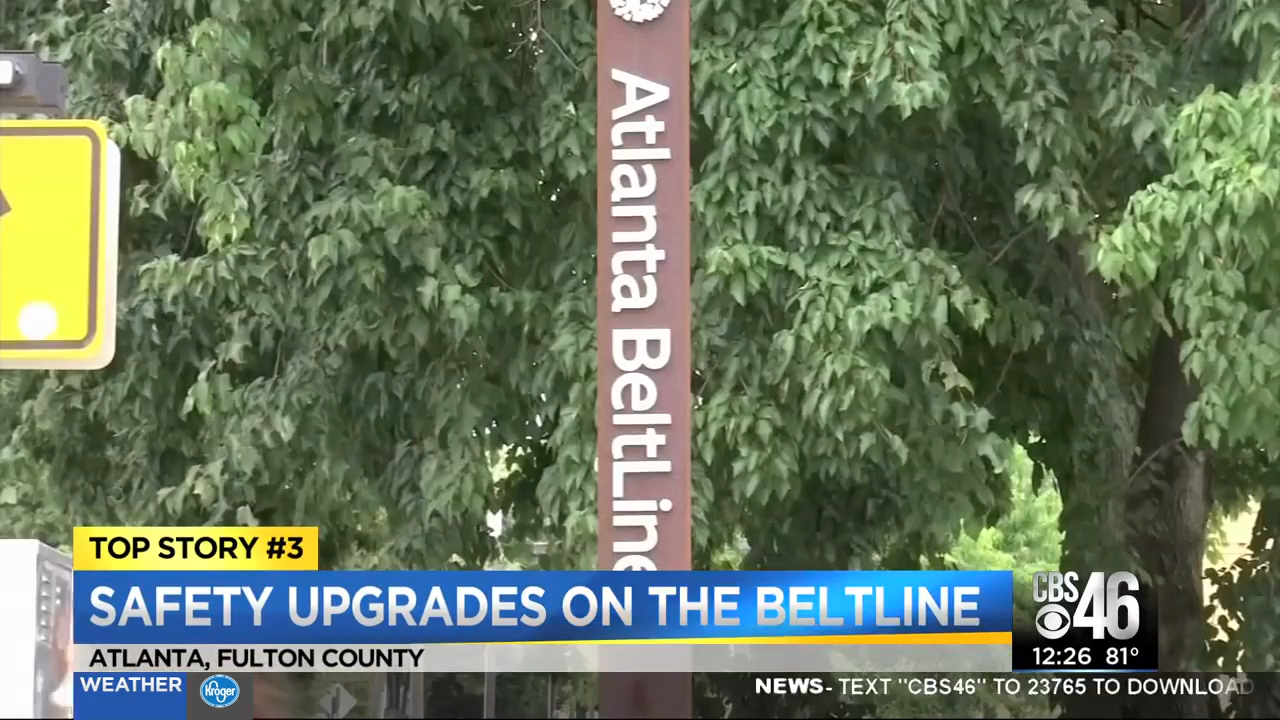 Atlanta BeltLine
TOP STORY #3
SAFETY UPGRADES ON THE BELTLINE
ATLANTA, FULTON COUNTY
CBS 46
12:26 81°
WEATHER
Kroger
NEWS- TEXT "CBS46" TO 23765 TO DOWNLOAD